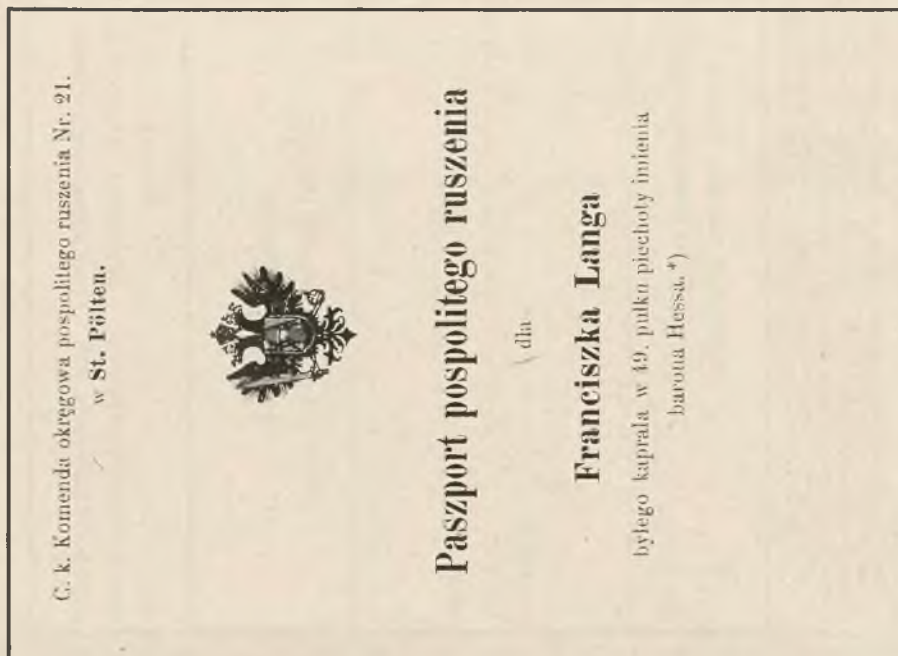 C. k. Komenda okręgowa pospolitego ruszenia Nr. 21.
w St. Pölten.
Paszport pospolitego ruszenia
dla
Franciszka Langa
byłego kaprala w 49. pułku piechoty imienia
barona Hessa.*)